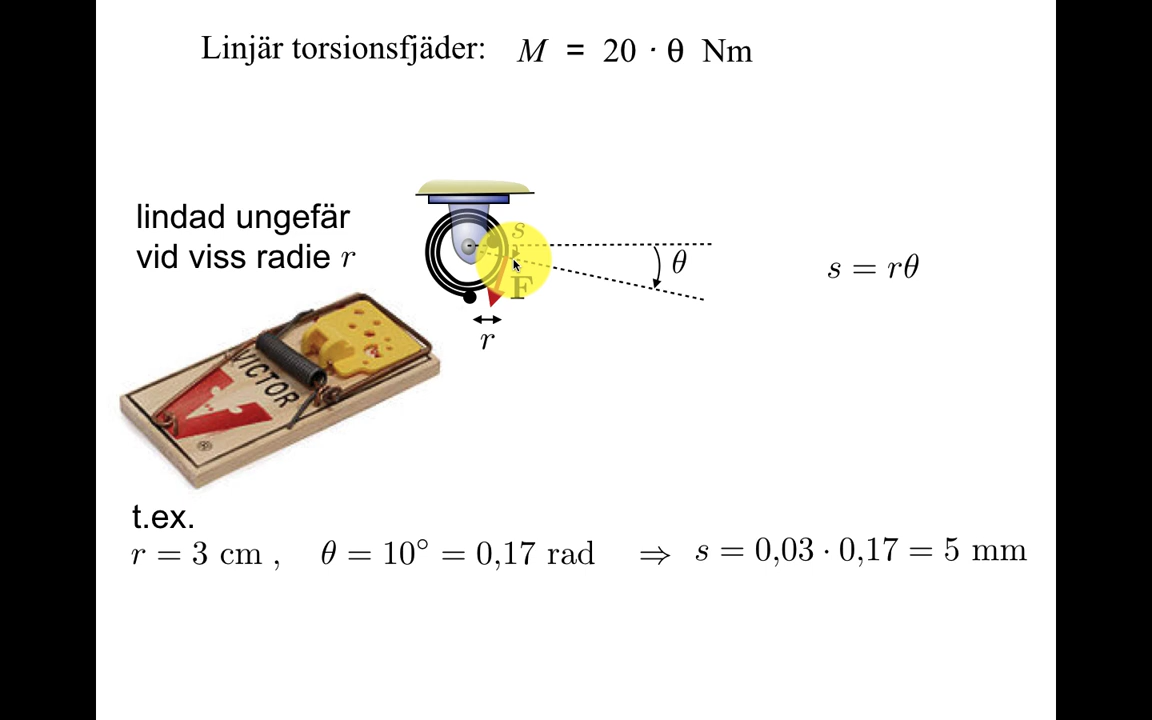 Linjär torsionsfjäder: M = 20 · θ Nm
lindad ungefär
vid viss radie r
s
θ
F
r
s = rθ
VICTOR
®
t.ex.
r = 3 cm , θ = 10° = 0,17 rad ⇒ s = 0,03 · 0,17 = 5 mm